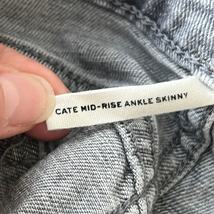 CATE MID-RISE ANKLE SKINNY